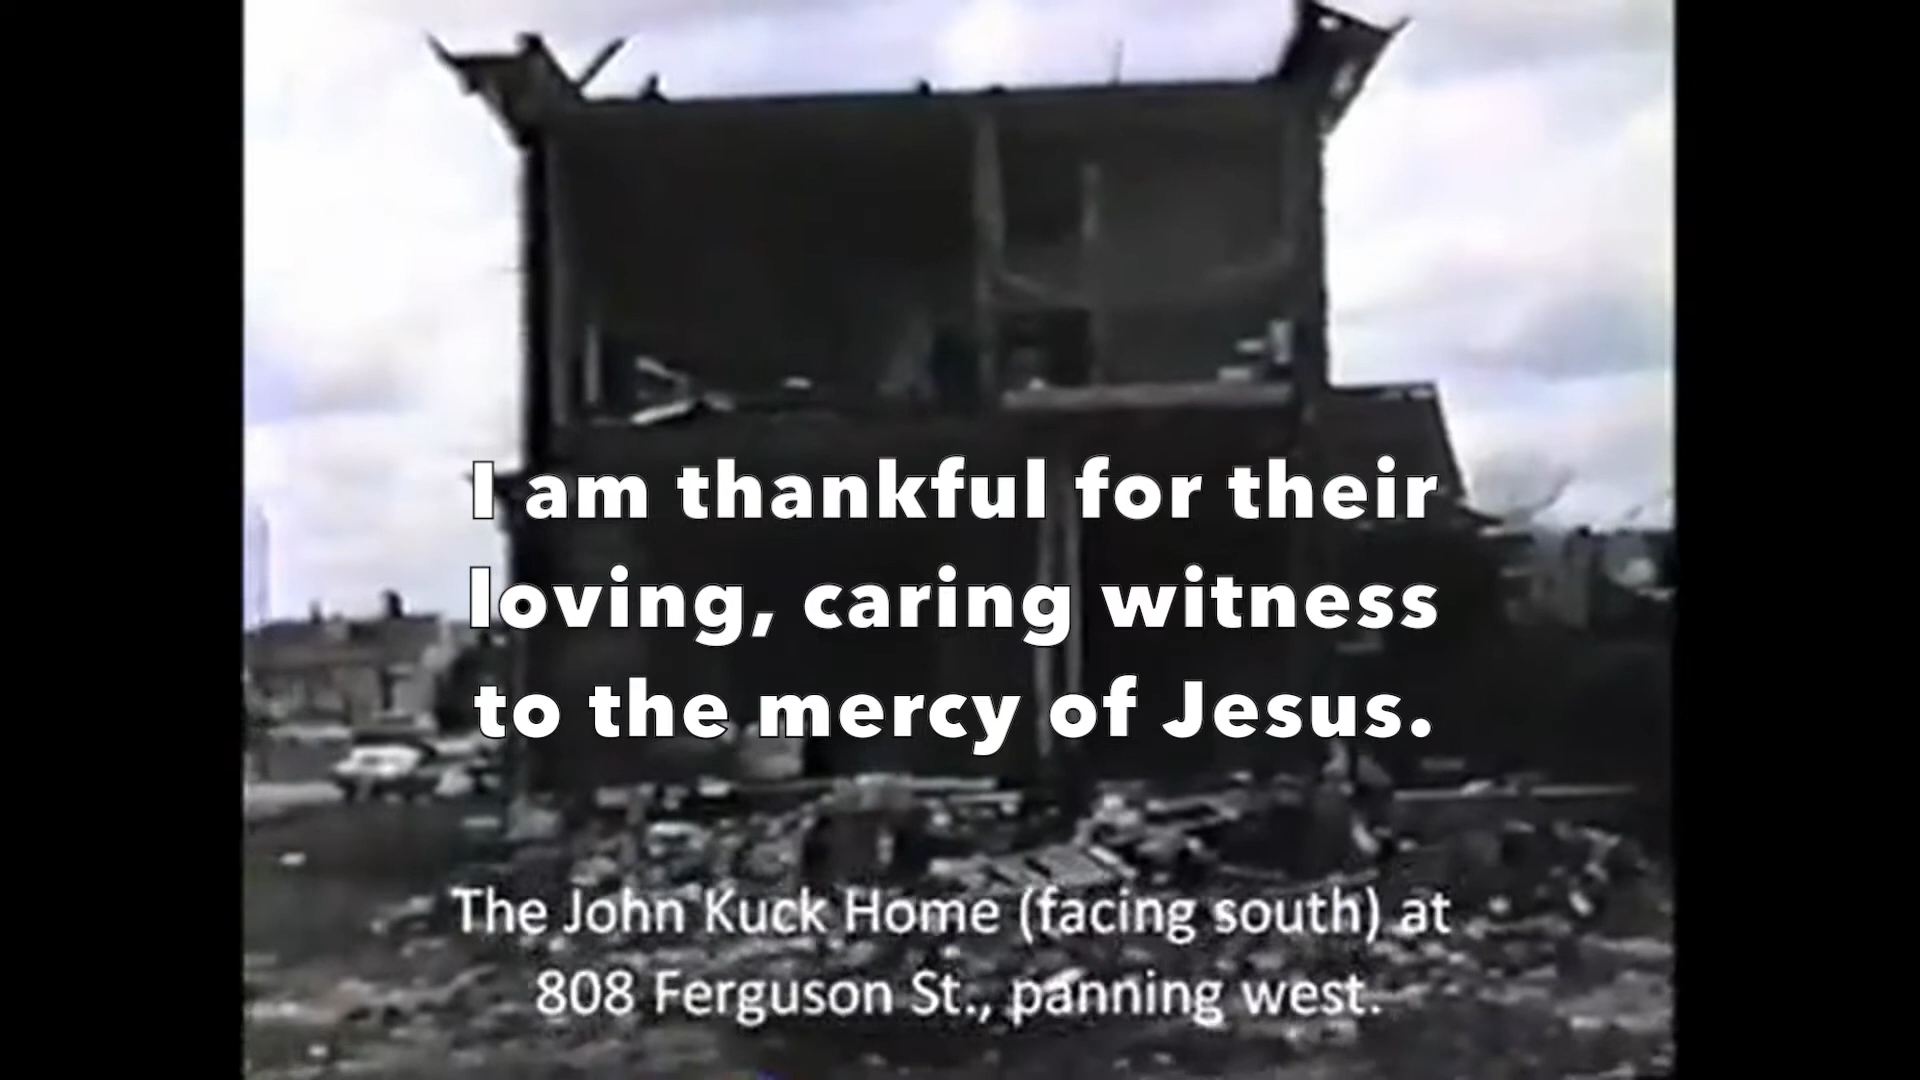 I am thankful for their
loving, caring witness
to the mercy of Jesus.
The John Kuck Home (facing south) at
808 Ferguson St., panning west.